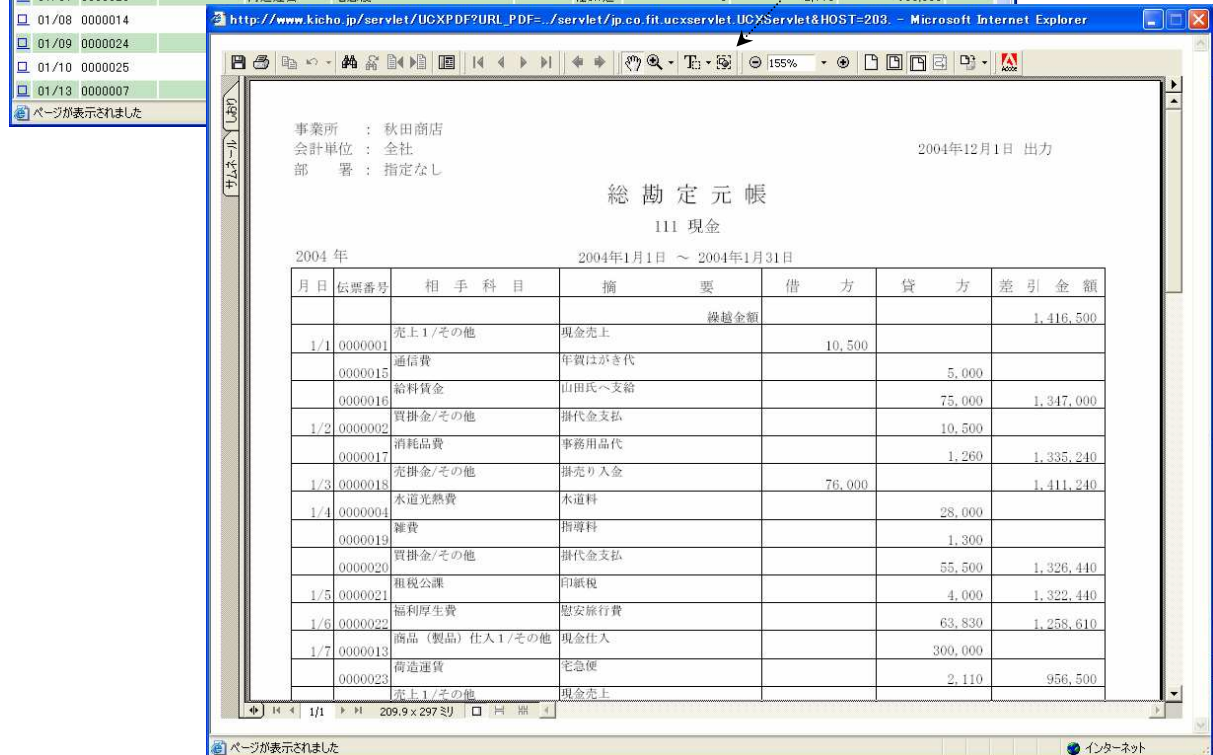 01/08 0000014
01/09 0000024
01/10 0000025
01/13 0000007
ページが表示されました
http://www.kicho.jp/servlet/UCXPDF?URL_PDF=../servlet/jp.co.fit.ucxservlet.UCXServlet&HOST=203. - Microsoft Internet Explorer
155%
Adobe
しおり
サムネール
事業所 : 秋田商店
会計単位 : 全社 2004年12月1日 出力
部 署 : 指定なし
総 勘 定 元 帳
111 現金
2004 年 2004年1月1日 ～ 2004年1月31日
月 日 伝票番号 相 手 科 目 摘 要 借 方 貸 方 差 引 金 額
繰越金額 1,416,500
1/1 0000001 売上1/その他 現金売上 10,500
0000015 通信費 年賀はがき代 5,000
0000016 給料賃金 山田氏へ支給 75,000 1,347,000
1/2 0000002 買掛金/その他 掛代金支払 10,500
0000017 消耗品費 事務用品代 1,260 1,335,240
1/3 0000018 売掛金/その他 掛売り入金 76,000 1,411,240
1/4 0000004 水道光熱費 水道料 28,000
0000019 雑費 指導料 1,300
0000020 買掛金/その他 掛代金支払 55,500 1,326,440
1/5 0000021 租税公課 印紙税 4,000 1,322,440
1/6 0000022 福利厚生費 慰安旅行費 63,830 1,258,610
1/7 0000013 商品（製品）仕入1/その他 現金仕入 300,000
0000023 荷造運賃 宅急便 2,110 956,500
売上1/その他 現金売上
1/1 209.9 x 297 ミリ
ページが表示されました インターネット